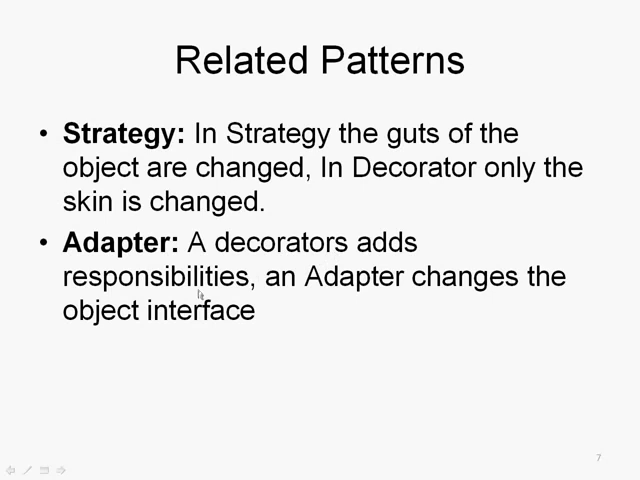 Related Patterns
• Strategy: In Strategy the guts of the
object are changed, In Decorator only the
skin is changed.
• Adapter: A decorators adds
responsibilities, an Adapter changes the
object interface
7